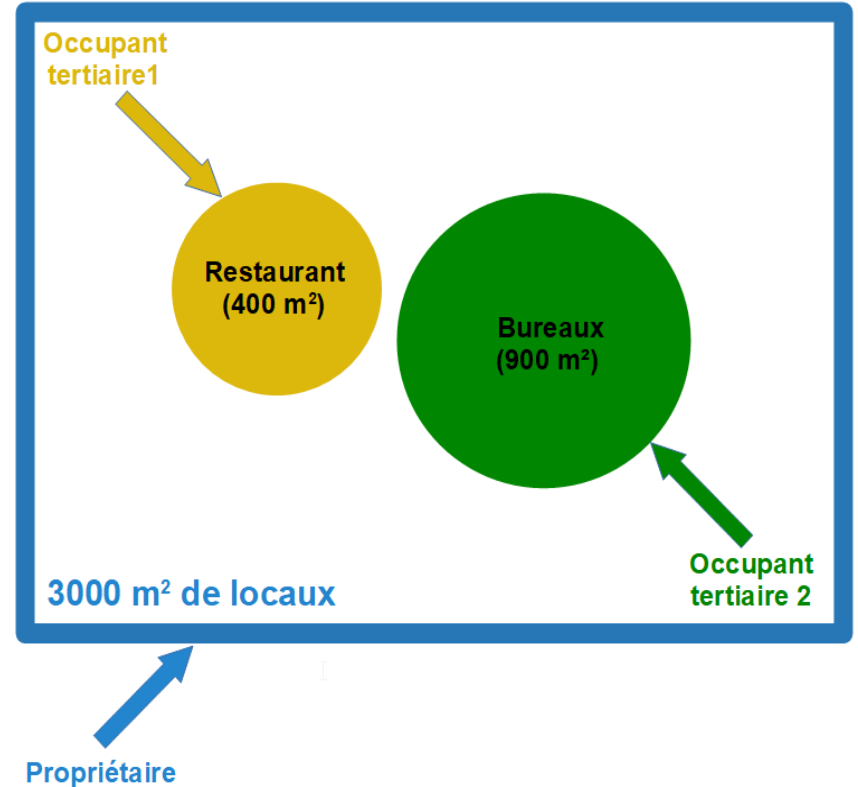 Occupant
tertiaire1
Restaurant
(400 m²)
Bureaux
(900 m²)
Occupant
tertiaire 2
3000 m² de locaux
Propriétaire